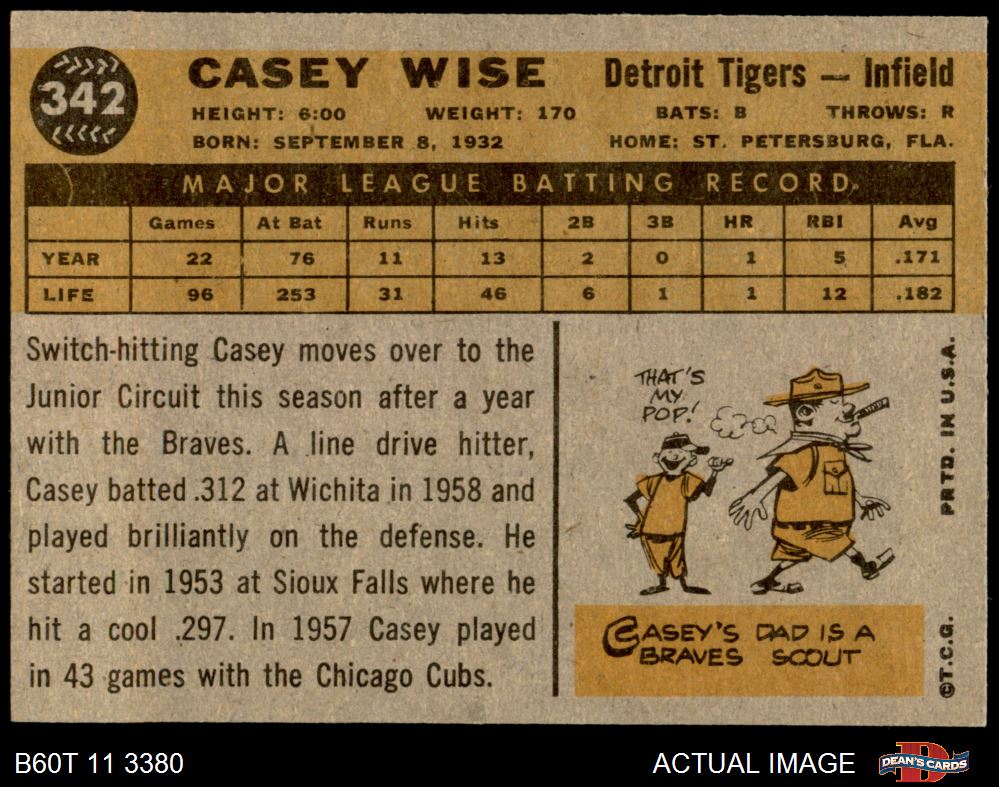 342
CASEY WISE
Detroit Tigers — Infield
HEIGHT: 6:00 WEIGHT: 170 BATS: B THROWS: R
BORN: SEPTEMBER 8, 1932 HOME: ST. PETERSBURG, FLA.
MAJOR LEAGUE BATTING RECORD
Games At Bat Runs Hits 2B 3B HR RBI Avg
YEAR 22 76 11 13 2 0 1 5 .171
LIFE 96 253 31 46 6 1 1 12 .182
Switch-hitting Casey moves over to the
Junior Circuit this season after a year
with the Braves. A line drive hitter,
Casey batted .312 at Wichita in 1958 and
played brilliantly on the defense. He
started in 1953 at Sioux Falls where he
hit a cool .297. In 1957 Casey played
in 43 games with the Chicago Cubs.
THAT'S
MY
POP!
CASEY'S DAD IS A
BRAVES SCOUT
©T.C.G. PRTD. IN U.S.A.
B60T 11 3380
ACTUAL IMAGE
DEAN'S CARDS